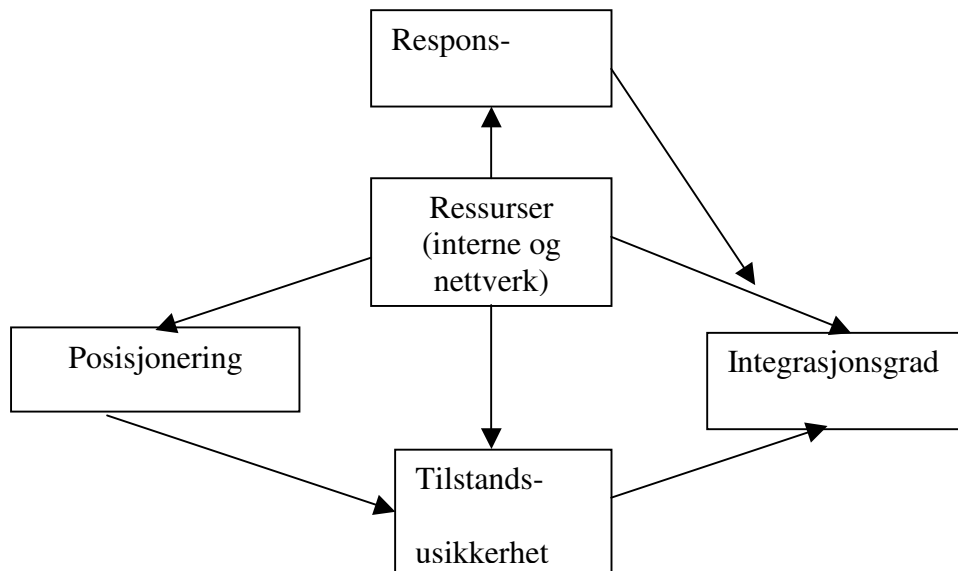 Respons-
Ressurser
(interne og
nettverk)
Posisjonering
Integrasjonsgrad
Tilstands-
usikkerhet